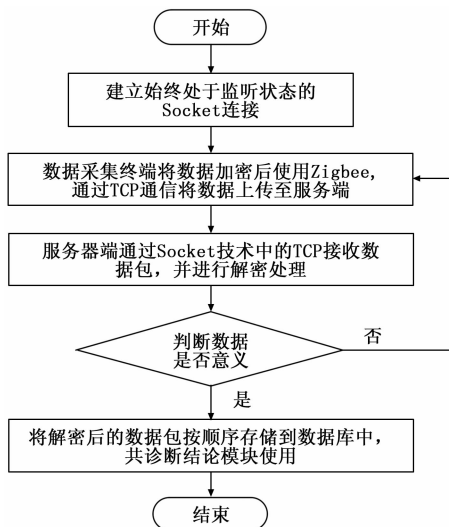 开始
建立始终处于监听状态的
Socket连接
数据采集终端将数据加密后使用Zigbee,
通过TCP通信将数据上传至服务端
服务器端通过Socket技术中的TCP接收数
据包，并进行解密处理
判断数据
是否意义
否
是
将解密后的数据包按顺序存储到数据库中，
共诊断结论模块使用
结束